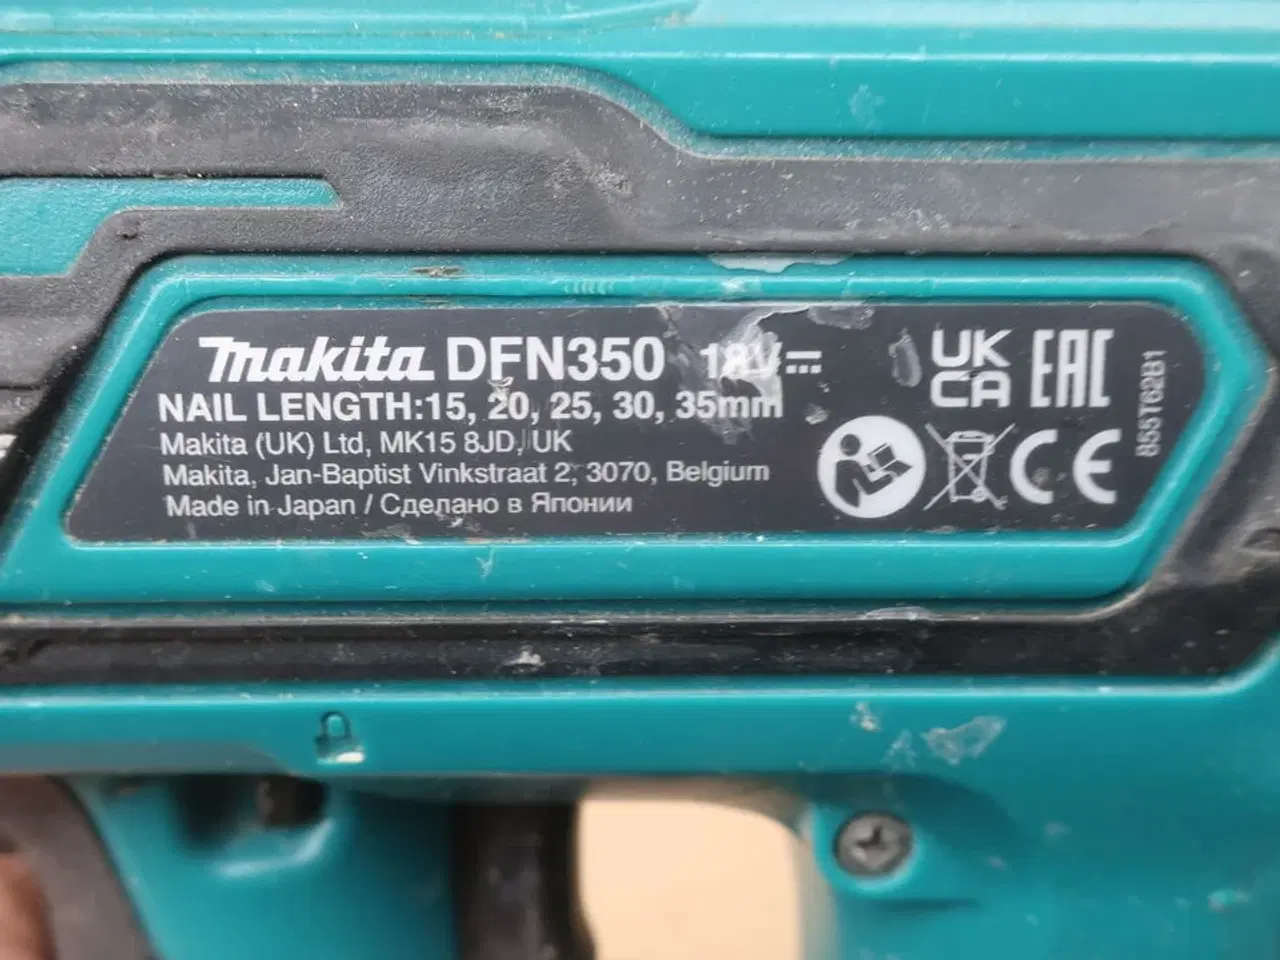 makita DFN350 18V
NAIL LENGTH:15, 20, 25, 30, 35mm
Makita (UK) Ltd, MK15 8JD, UK
Makita, Jan-Baptist Vinkstraat 2, 3070, Belgium
Made in Japan / Сделано в Японии
UK
CA
EAC
CE
855T62B1